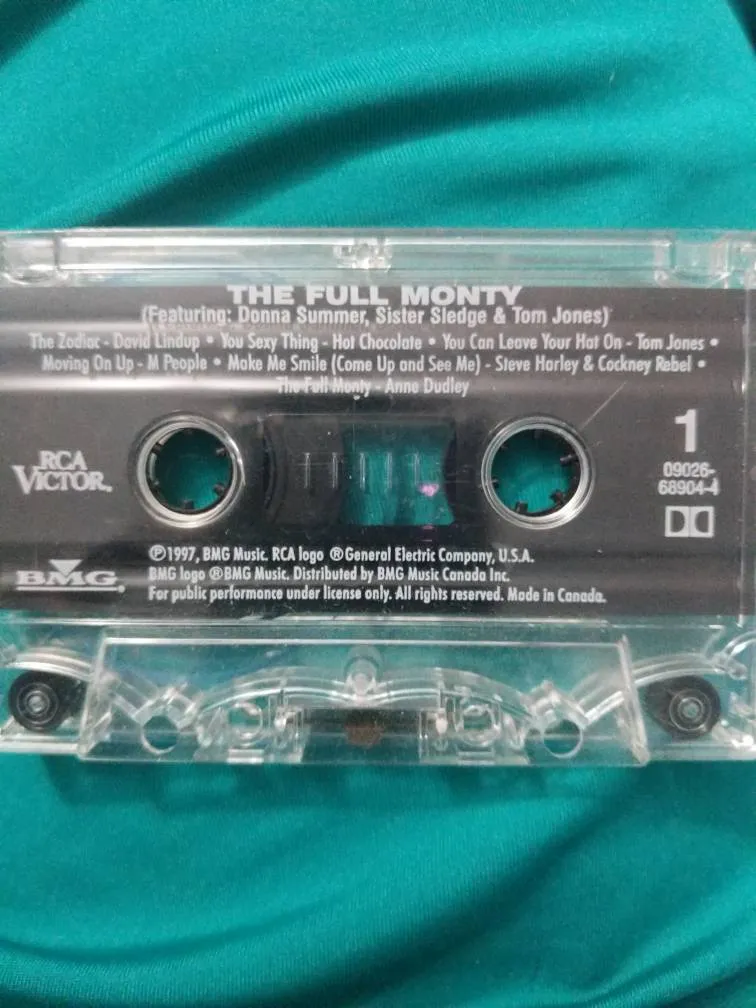 THE FULL MONTY
(Featuring: Donna Summer, Sister Sledge & Tom Jones)
The Zodiac - David Lindup • You Sexy Thing - Hot Chocolate • You Can Leave Your Hat On - Tom Jones •
Moving On Up - M People • Make Me Smile (Come Up and See Me) - Steve Harley & Cockney Rebel •
The Full Monty - Anne Dudley
1
RCA
VICTOR®
09026-
68904-4
℗1997, BMG Music. RCA logo ®General Electric Company, U.S.A.
BMG®
BMG logo ®BMG Music. Distributed by BMG Music Canada Inc.
For public performance under license only. All rights reserved. Made in Canada.